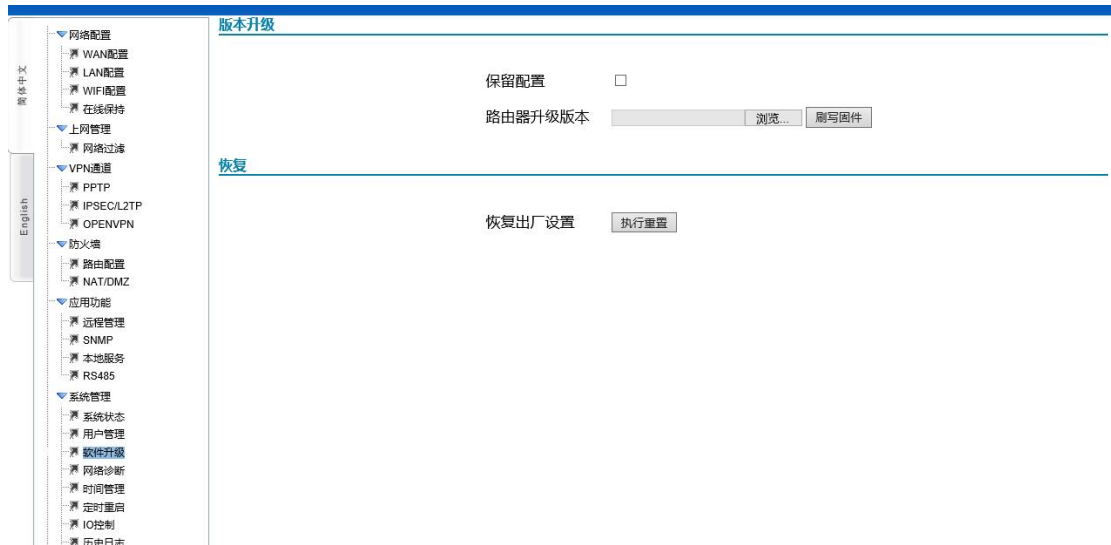 简体中文
English
网络配置
WAN配置
LAN配置
WIFI配置
在线保持
上网管理
网络过滤
VPN通道
PPTP
IPSEC/L2TP
OPENVPN
防火墙
路由配置
NAT/DMZ
应用功能
远程管理
SNMP
本地服务
RS485
系统管理
系统状态
用户管理
软件升级
网络诊断
时间管理
定时重启
IO控制
历史日志
版本升级
保留配置
路由器升级版本 浏览... 刷写固件
恢复
恢复出厂设置 执行重置